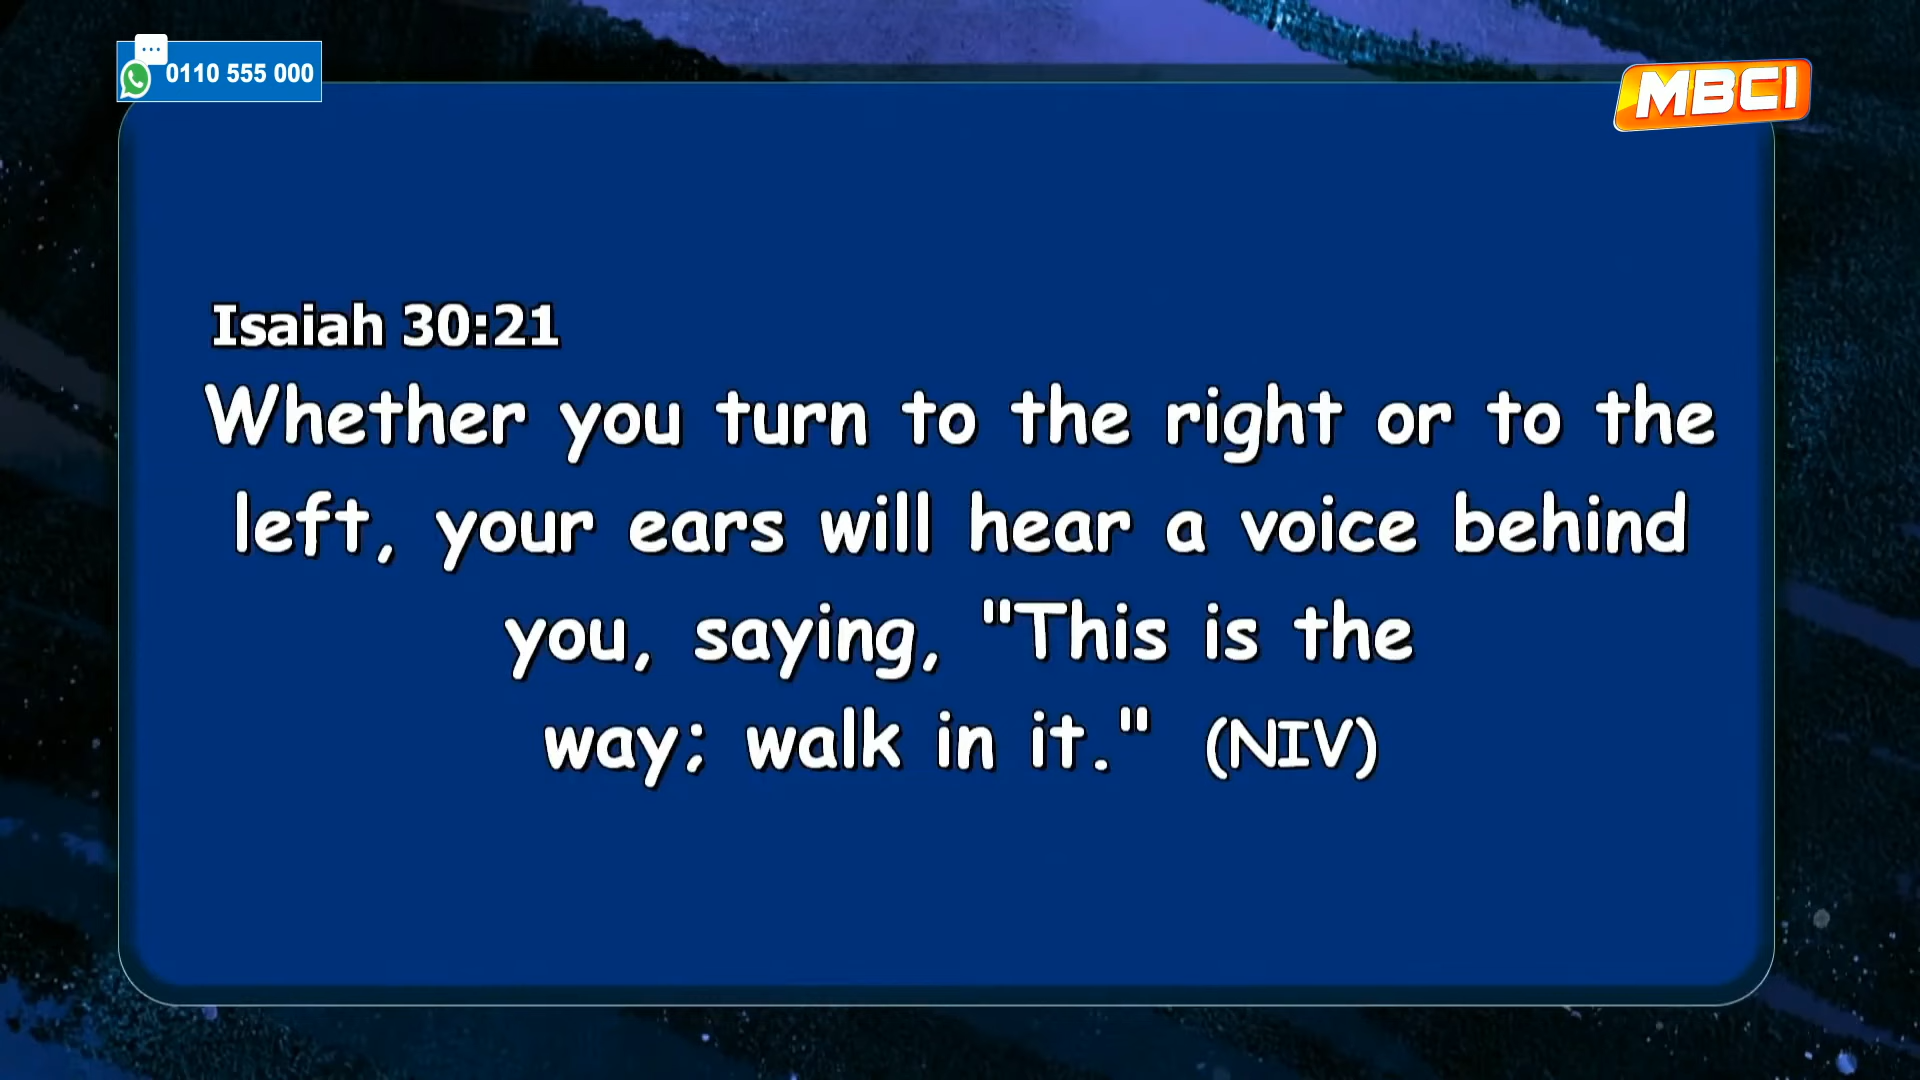 0110 555 000
MBCI
Isaiah 30:21
Whether you turn to the right or to the
left, your ears will hear a voice behind
you, saying, "This is the
way; walk in it." (NIV)